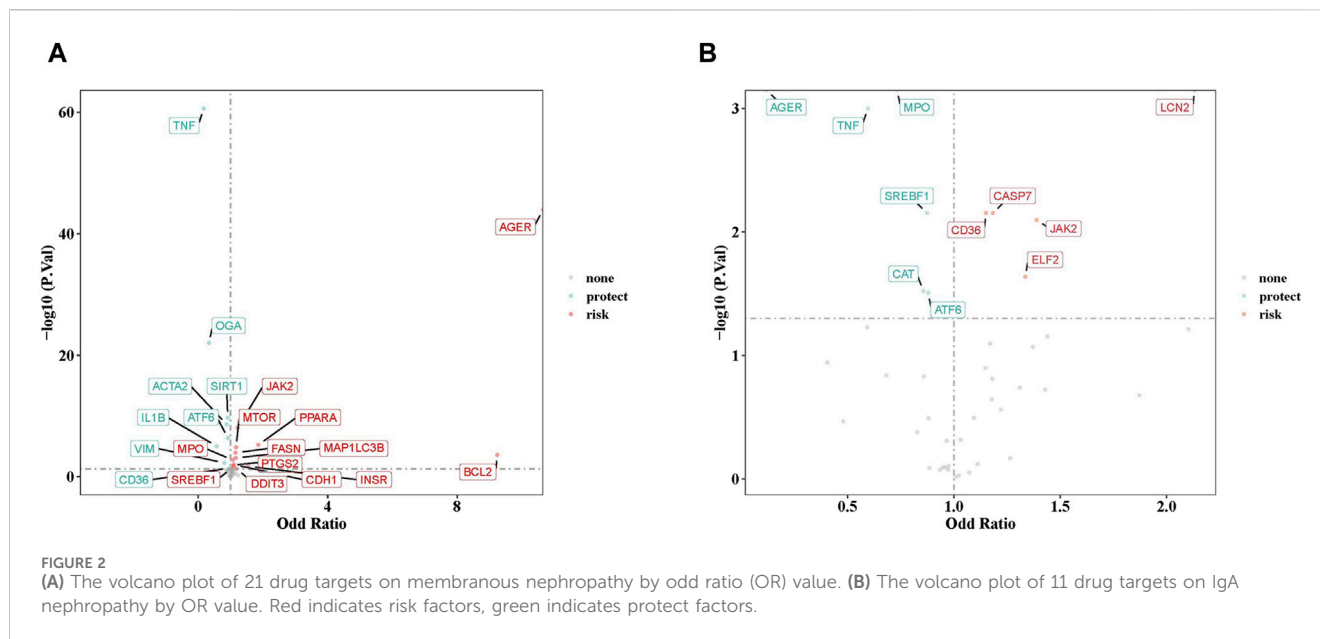 A
B
60
40
20
0
−log10 (P.Val)
TNF
AGER
OGA
ACTA2
SIRT1
JAK2
IL1B
ATF6
MTOR
PPARA
VIM
MPO
FASN
MAP1LC3B
PTGS2
BCL2
CD36
SREBF1
DDIT3
CDH1
INSR
0
4
8
Odd Ratio
none
protect
risk
3
2
1
0
−log10 (P.Val)
AGER
MPO
LCN2
TNF
SREBF1
CASP7
CD36
JAK2
ELF2
CAT
ATF6
0.5
1.0
1.5
2.0
Odd Ratio
none
protect
risk
FIGURE 2
(A) The volcano plot of 21 drug targets on membranous nephropathy by odd ratio (OR) value. (B) The volcano plot of 11 drug targets on IgA
nephropathy by OR value. Red indicates risk factors, green indicates protect factors.